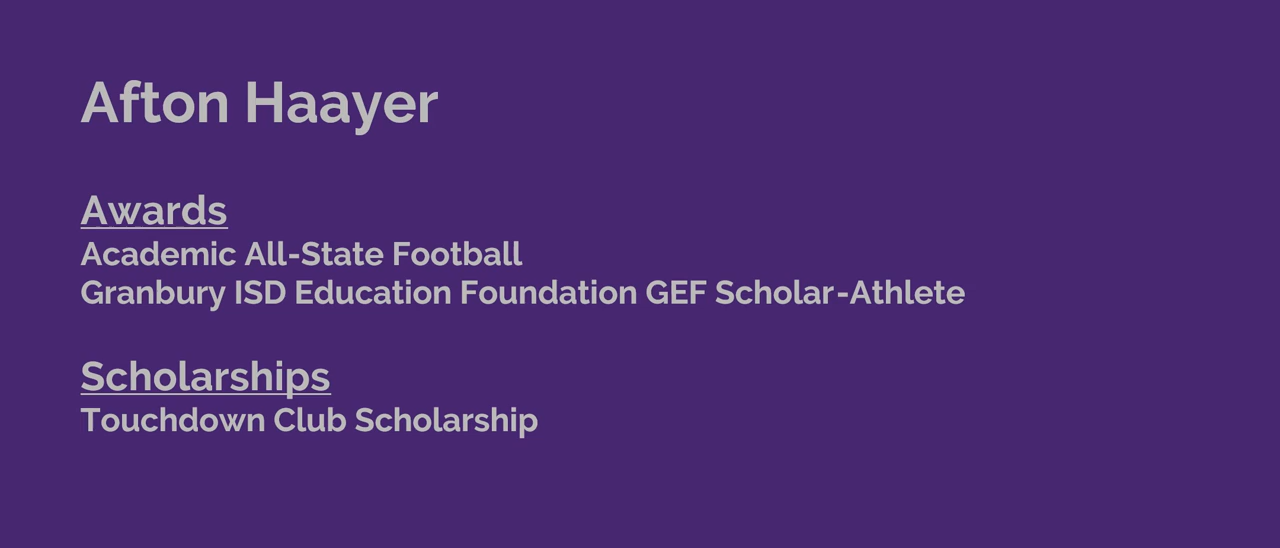 Afton Haayer
Awards
Academic All-State Football
Granbury ISD Education Foundation GEF Scholar-Athlete
Scholarships
Touchdown Club Scholarship